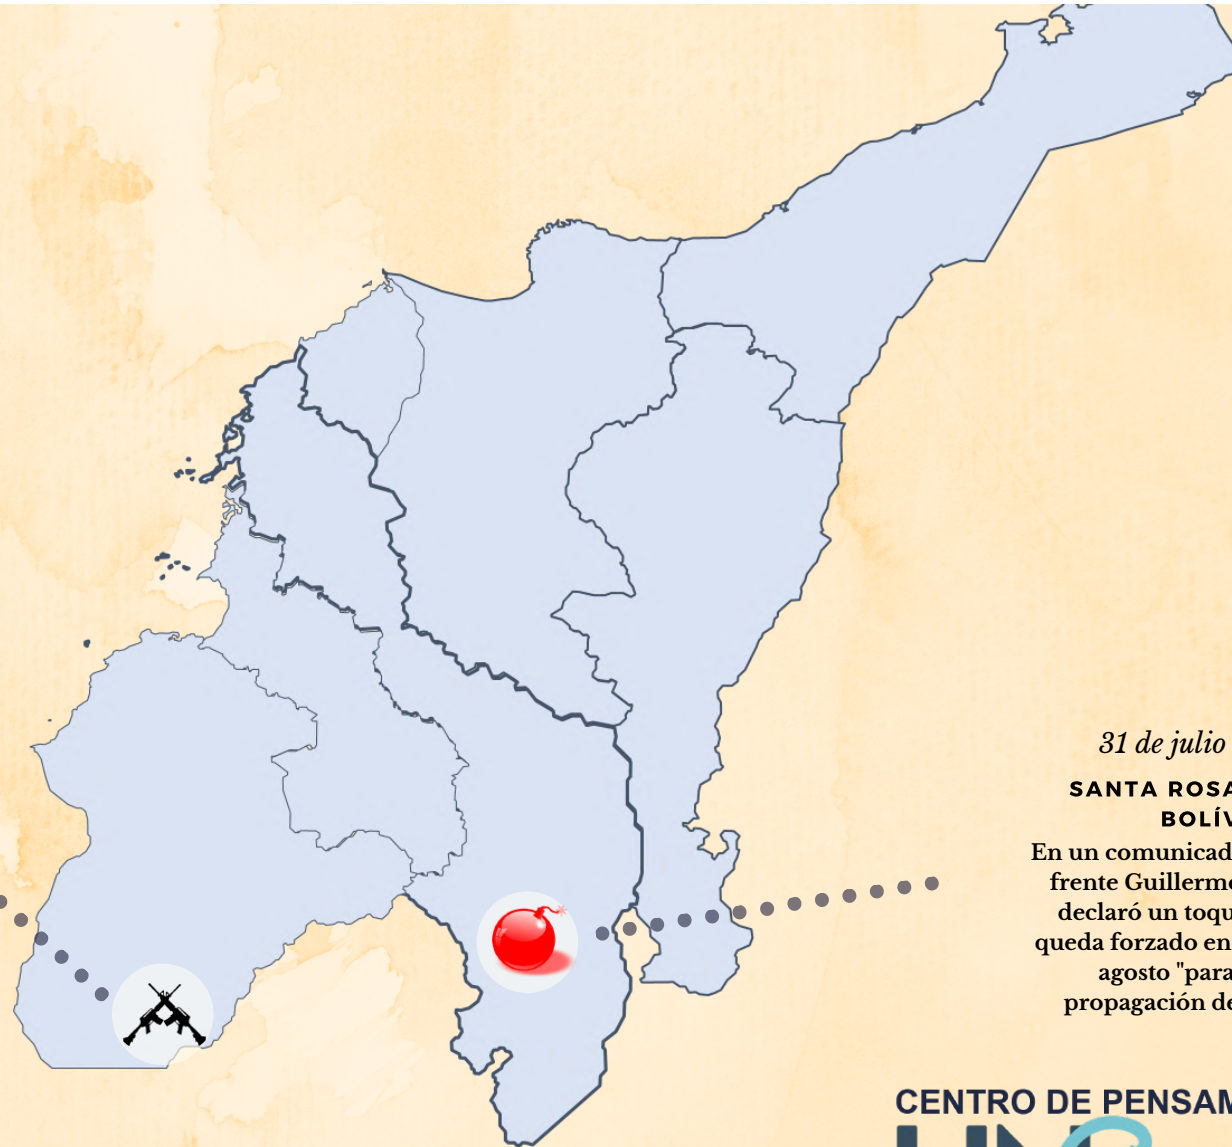 31 de julio
SANTA ROSA
BOLÍV
En un comunicad
frente Guillerm
declaró un toqu
queda forzado en
agosto "para
propagación de
CENTRO DE PENSAM
UN